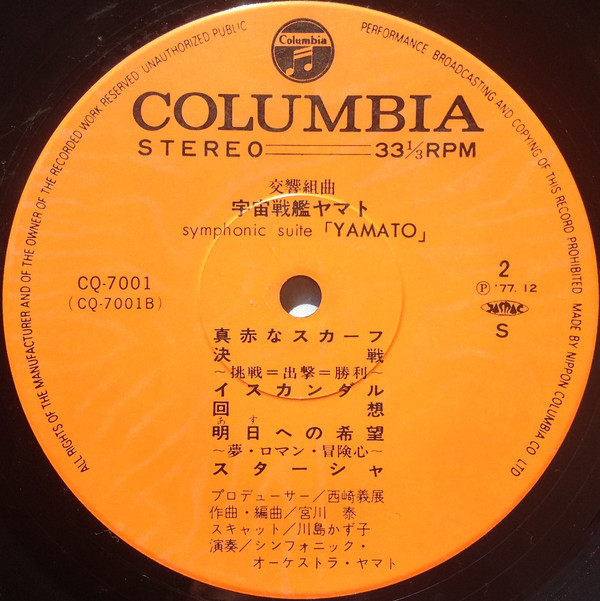 ALL RIGHTS OF THE MANUFACTURER AND OF THE OWNER OF THE RECORDED WORK RESERVED UNAUTHORIZED PUBLIC PERFORMANCE BROADCASTING AND COPYING OF THIS RECORD PROHIBITED MADE BY NIPPON COLUMBIA CO LTD
Columbia
COLUMBIA
STEREO 33⅓RPM
交響組曲
宇宙戦艦ヤマト
symphonic suite「YAMATO」
CQ-7001
(CQ-7001B)
2
Ⓟ '77.12
JASRAC
S
真赤なスカーフ
決戦
〜挑戦=出撃=勝利〜
イスカンダル
回想
あす
明日への希望
〜夢・ロマン・冒険心〜
スターシャ
プロデューサー/西崎義展
作曲・編曲/宮川 泰
スキャット/川島かず子
演奏/シンフォニック・
オーケストラ・ヤマト